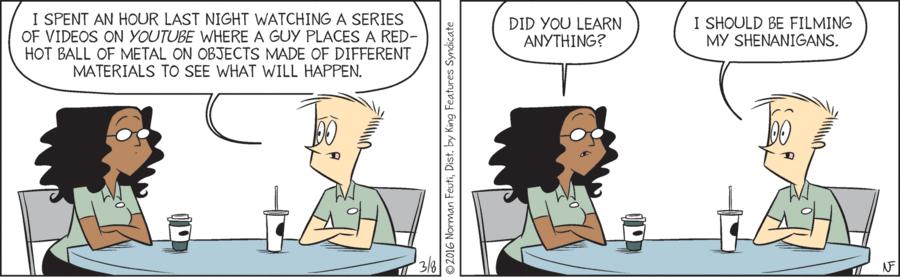 I SPENT AN HOUR LAST NIGHT WATCHING A SERIES
OF VIDEOS ON YOUTUBE WHERE A GUY PLACES A RED-
HOT BALL OF METAL ON OBJECTS MADE OF DIFFERENT
MATERIALS TO SEE WHAT WILL HAPPEN.
3/8
©2016 Norman Feuti, Dist. by King Features Syndicate
DID YOU LEARN
ANYTHING?
I SHOULD BE FILMING
MY SHENANIGANS.
NF